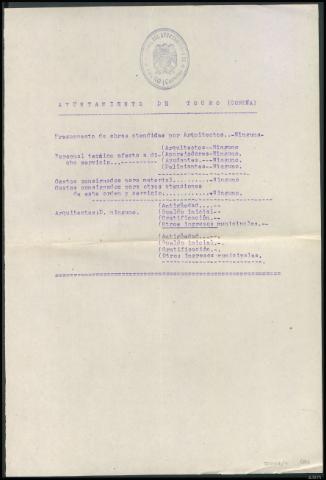 AYUNTAMIENTO DE TOURO (CORUÑA)
Presupuesto de obras atendidas por Arquitectos..-Ninguna-
(Arquitectos--Ninguno
Personal tecnico afecto a di-(Aparejadores-Ninguno.
cho servicio..----------(Ayudantes.---Ninguno.
(Delineantes.--Ninguno.
Gastos consignados para material.........-Ninguno
Gastos consignados para otras atenciones
de este orden y servicio...........-Ninguno.
(Antigüedad....--
Arquitectos:D, ninguno. (Sueldo inicial--
(Gratificación.--
(Otros ingresos municipales.--
(Antigüedad...--.
(Sueldo inicial.-.
(Gratificación.-.
(Otros ingresos municipales.